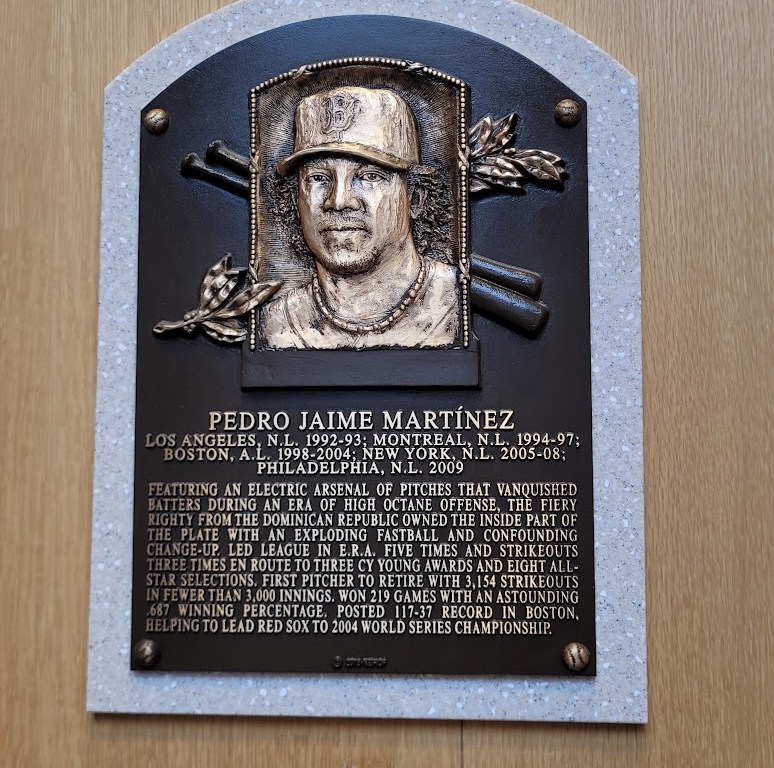 B
PEDRO JAIME MARTÍNEZ
LOS ANGELES, N.L. 1992-93; MONTREAL, N.L. 1994-97;
BOSTON, A.L. 1998-2004; NEW YORK, N.L. 2005-08;
PHILADELPHIA, N.L. 2009
FEATURING AN ELECTRIC ARSENAL OF PITCHES THAT VANQUISHED
BATTERS DURING AN ERA OF HIGH OCTANE OFFENSE, THE FIERY
RIGHTY FROM THE DOMINICAN REPUBLIC OWNED THE INSIDE PART OF
THE PLATE WITH AN EXPLODING FASTBALL AND CONFOUNDING
CHANGE-UP. LED LEAGUE IN E.R.A. FIVE TIMES AND STRIKEOUTS
THREE TIMES EN ROUTE TO THREE CY YOUNG AWARDS AND EIGHT ALL-
STAR SELECTIONS. FIRST PITCHER TO RETIRE WITH 3,154 STRIKEOUTS
IN FEWER THAN 3,000 INNINGS. WON 219 GAMES WITH AN ASTOUNDING
.687 WINNING PERCENTAGE. POSTED 117-37 RECORD IN BOSTON,
HELPING TO LEAD RED SOX TO 2004 WORLD SERIES CHAMPIONSHIP.